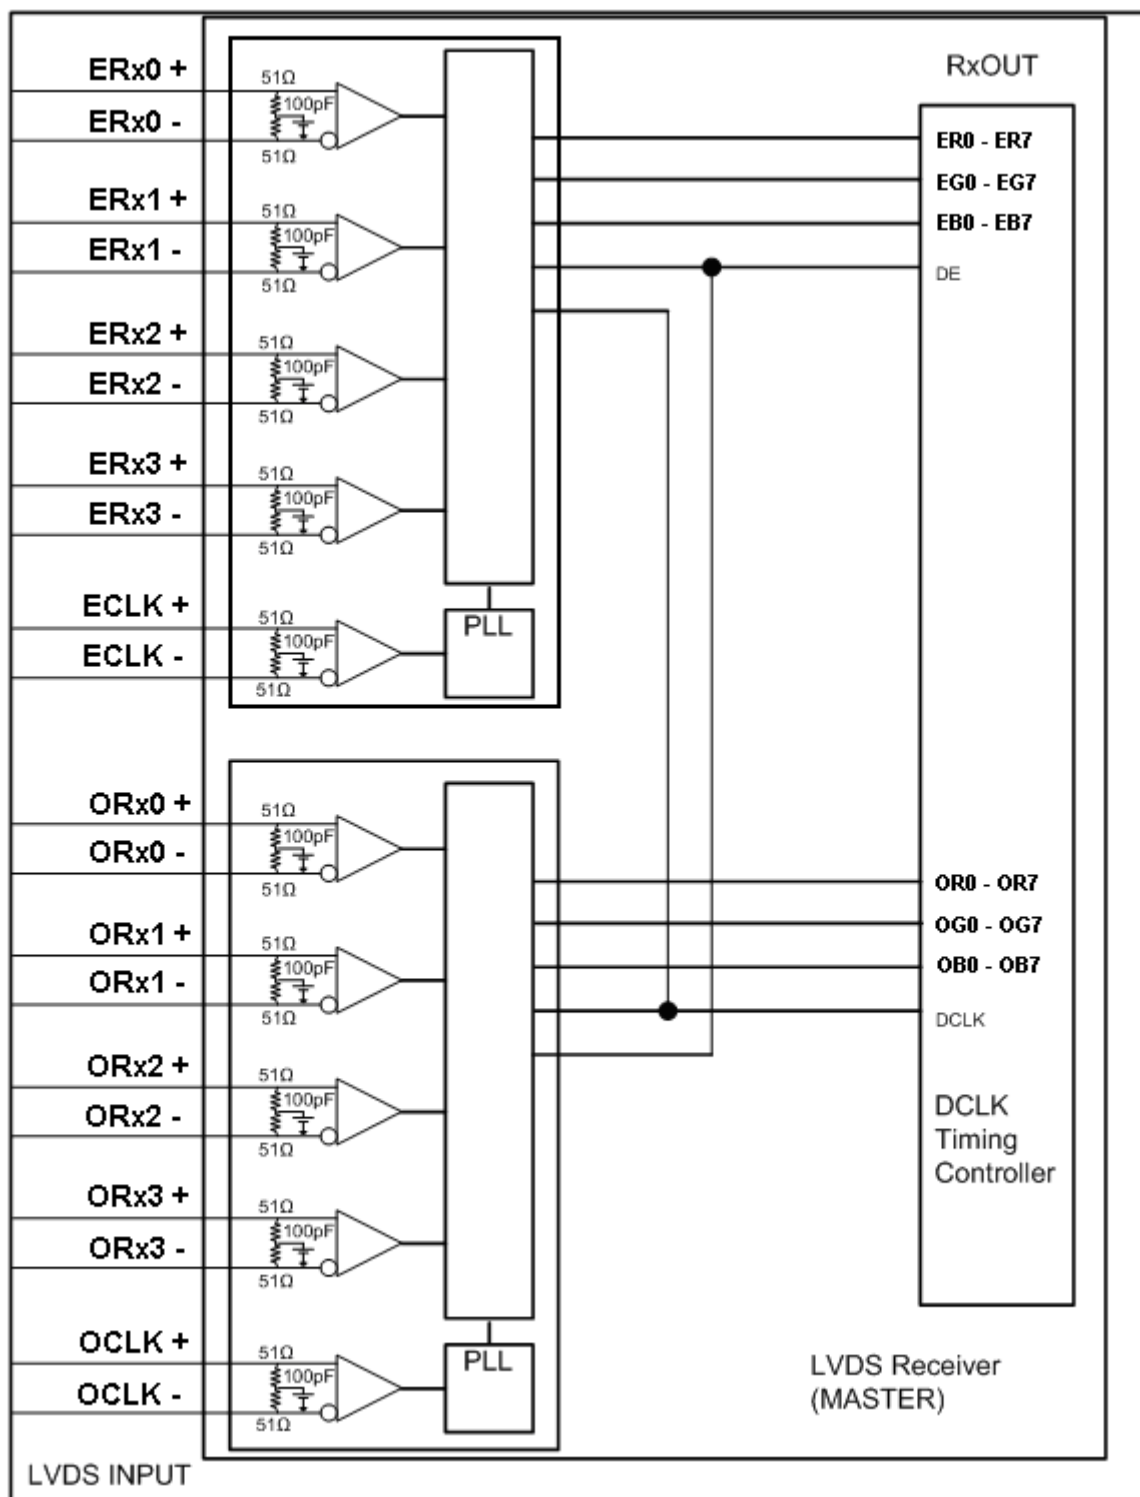 ERx0 +
51Ω
100pF
ERx0 -
51Ω
ERx1 +
51Ω
100pF
ERx1 -
51Ω
ERx2 +
51Ω
100pF
ERx2 -
51Ω
ERx3 +
51Ω
100pF
ERx3 -
51Ω
ECLK +
51Ω
100pF
ECLK -
51Ω
PLL
RxOUT
ER0 - ER7
EG0 - EG7
EB0 - EB7
DE
ORx0 +
51Ω
100pF
ORx0 -
51Ω
ORx1 +
51Ω
100pF
ORx1 -
51Ω
ORx2 +
51Ω
100pF
ORx2 -
51Ω
ORx3 +
51Ω
100pF
ORx3 -
51Ω
OCLK +
51Ω
100pF
OCLK -
51Ω
PLL
OR0 - OR7
OG0 - OG7
OB0 - OB7
DCLK
DCLK
Timing
Controller
LVDS Receiver
(MASTER)
LVDS INPUT